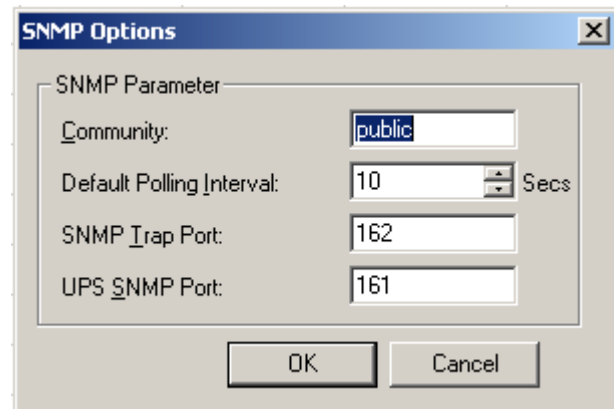 SNMP Options
SNMP Parameter
Community: public
Default Polling Interval: 10 Secs
SNMP Trap Port: 162
UPS SNMP Port: 161
OK Cancel